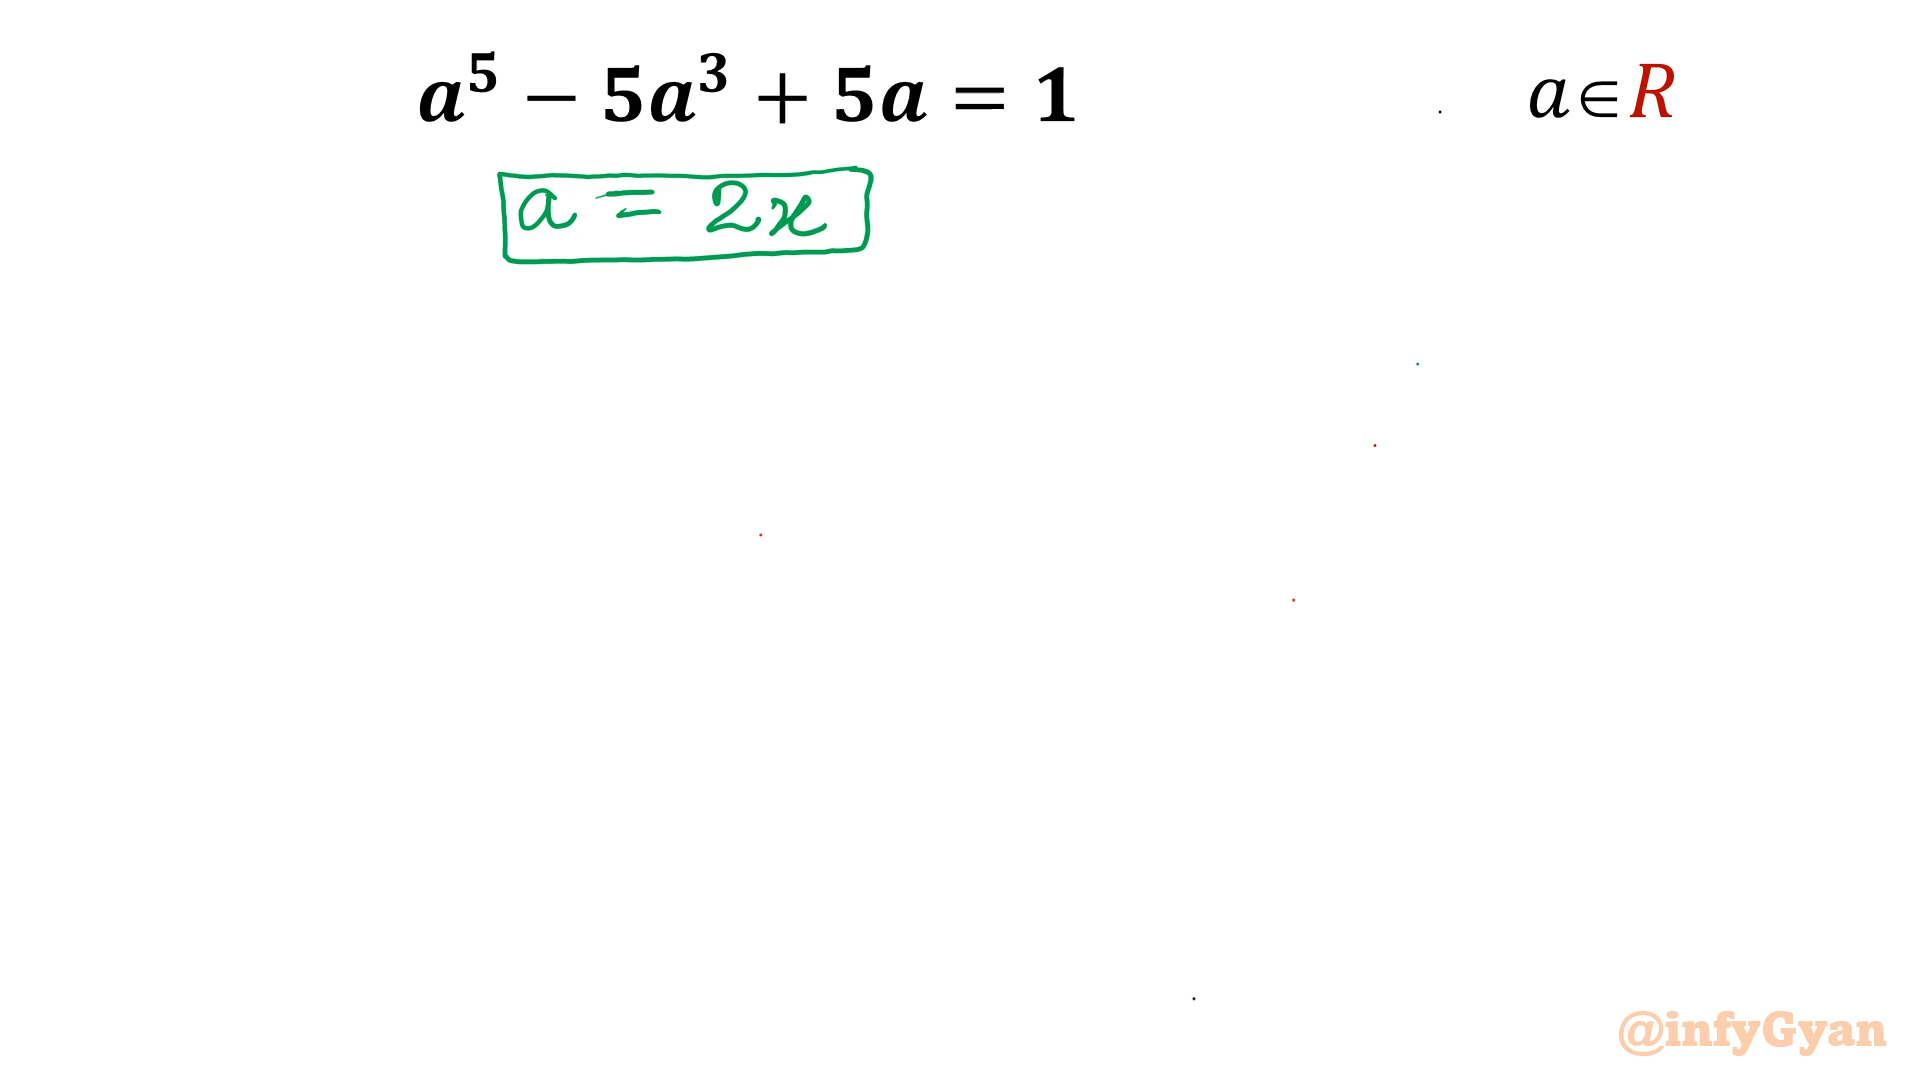 a⁵ − 5a³ + 5a = 1
a ∈ R
a = 2x
@infyGyan